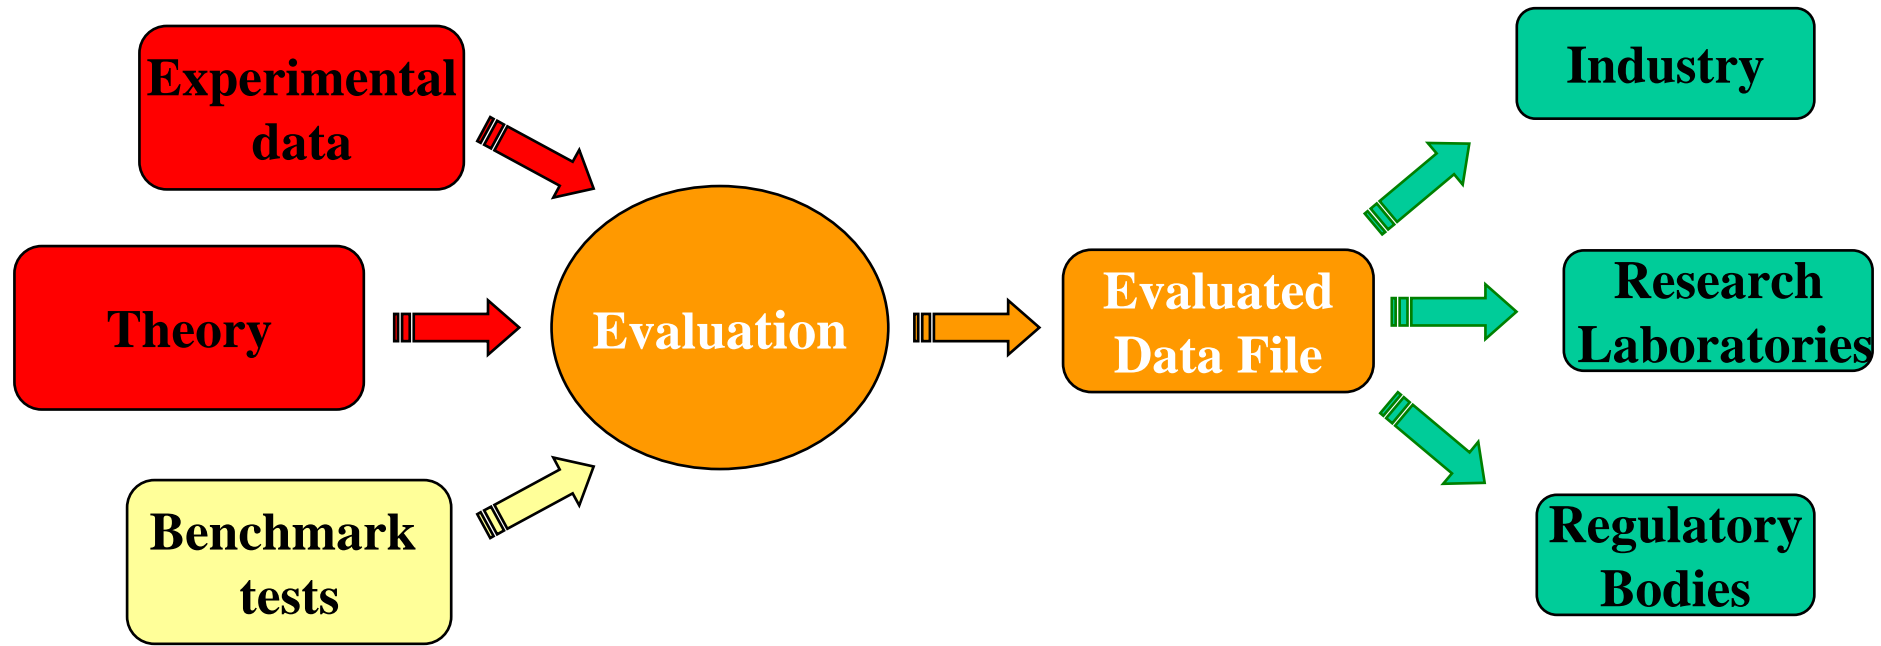 Experimental
data
Theory
Benchmark
tests
Evaluation
Evaluated
Data File
Industry
Research
Laboratories
Regulatory
Bodies